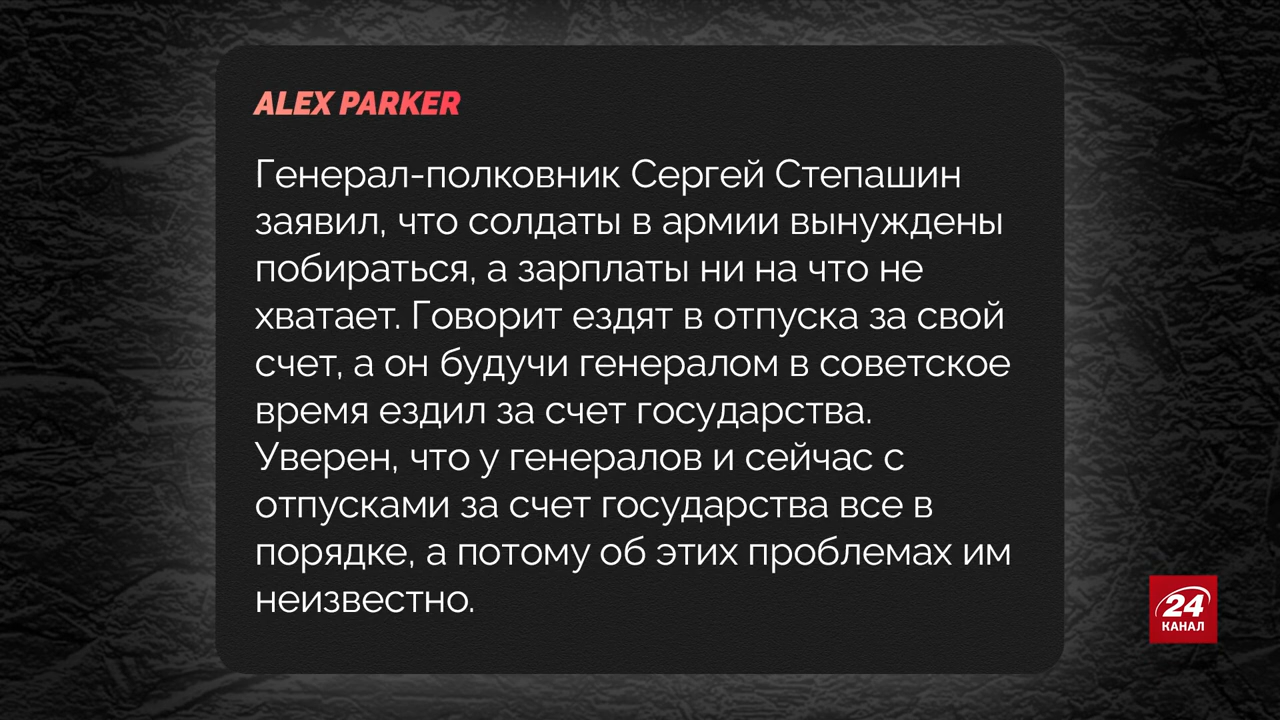 ALEX PARKER
Генерал-полковник Сергей Степашин
заявил, что солдаты в армии вынуждены
побираться, а зарплаты ни на что не
хватает. Говорит ездят в отпуска за свой
счет, а он будучи генералом в советское
время ездил за счет государства.
Уверен, что у генералов и сейчас с
отпусками за счет государства все в
порядке, а потому об этих проблемах им
неизвестно.
24
КАНАЛ